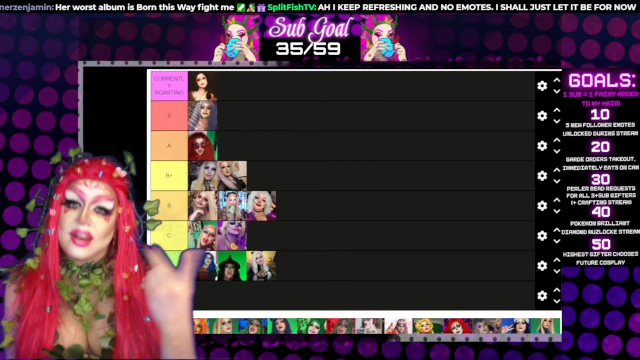 nerzenjamin: Her worst album is Born this Way fight me SplitFishTV: AH I KEEP REFRESHING AND NO EMOTES. I SHALL JUST LET IT BE FOR NOW
Sub Goal
35/59
CURRENTL
Y
ROASTING
S
A
B+
B
C
GOALS:
1 SUB = 1 FAIRY ADDED
TO MY HAIR!
10
5 NEW FOLLOWER EMOTES
UNLOCKED DURING STREAM
20
GARDE ORDERS TAKEOUT,
IMMEDIATELY EATS ON CAM
30
PERLER BEAD REQUESTS
FOR ALL 3+SUB GIFTERS
(+ CRAFTING STREAM)
40
POKEMON BRILLIANT
DIAMOND NUZLOCKE STREAM
50
HIGHEST GIFTER CHOOSES
FUTURE COSPLAY